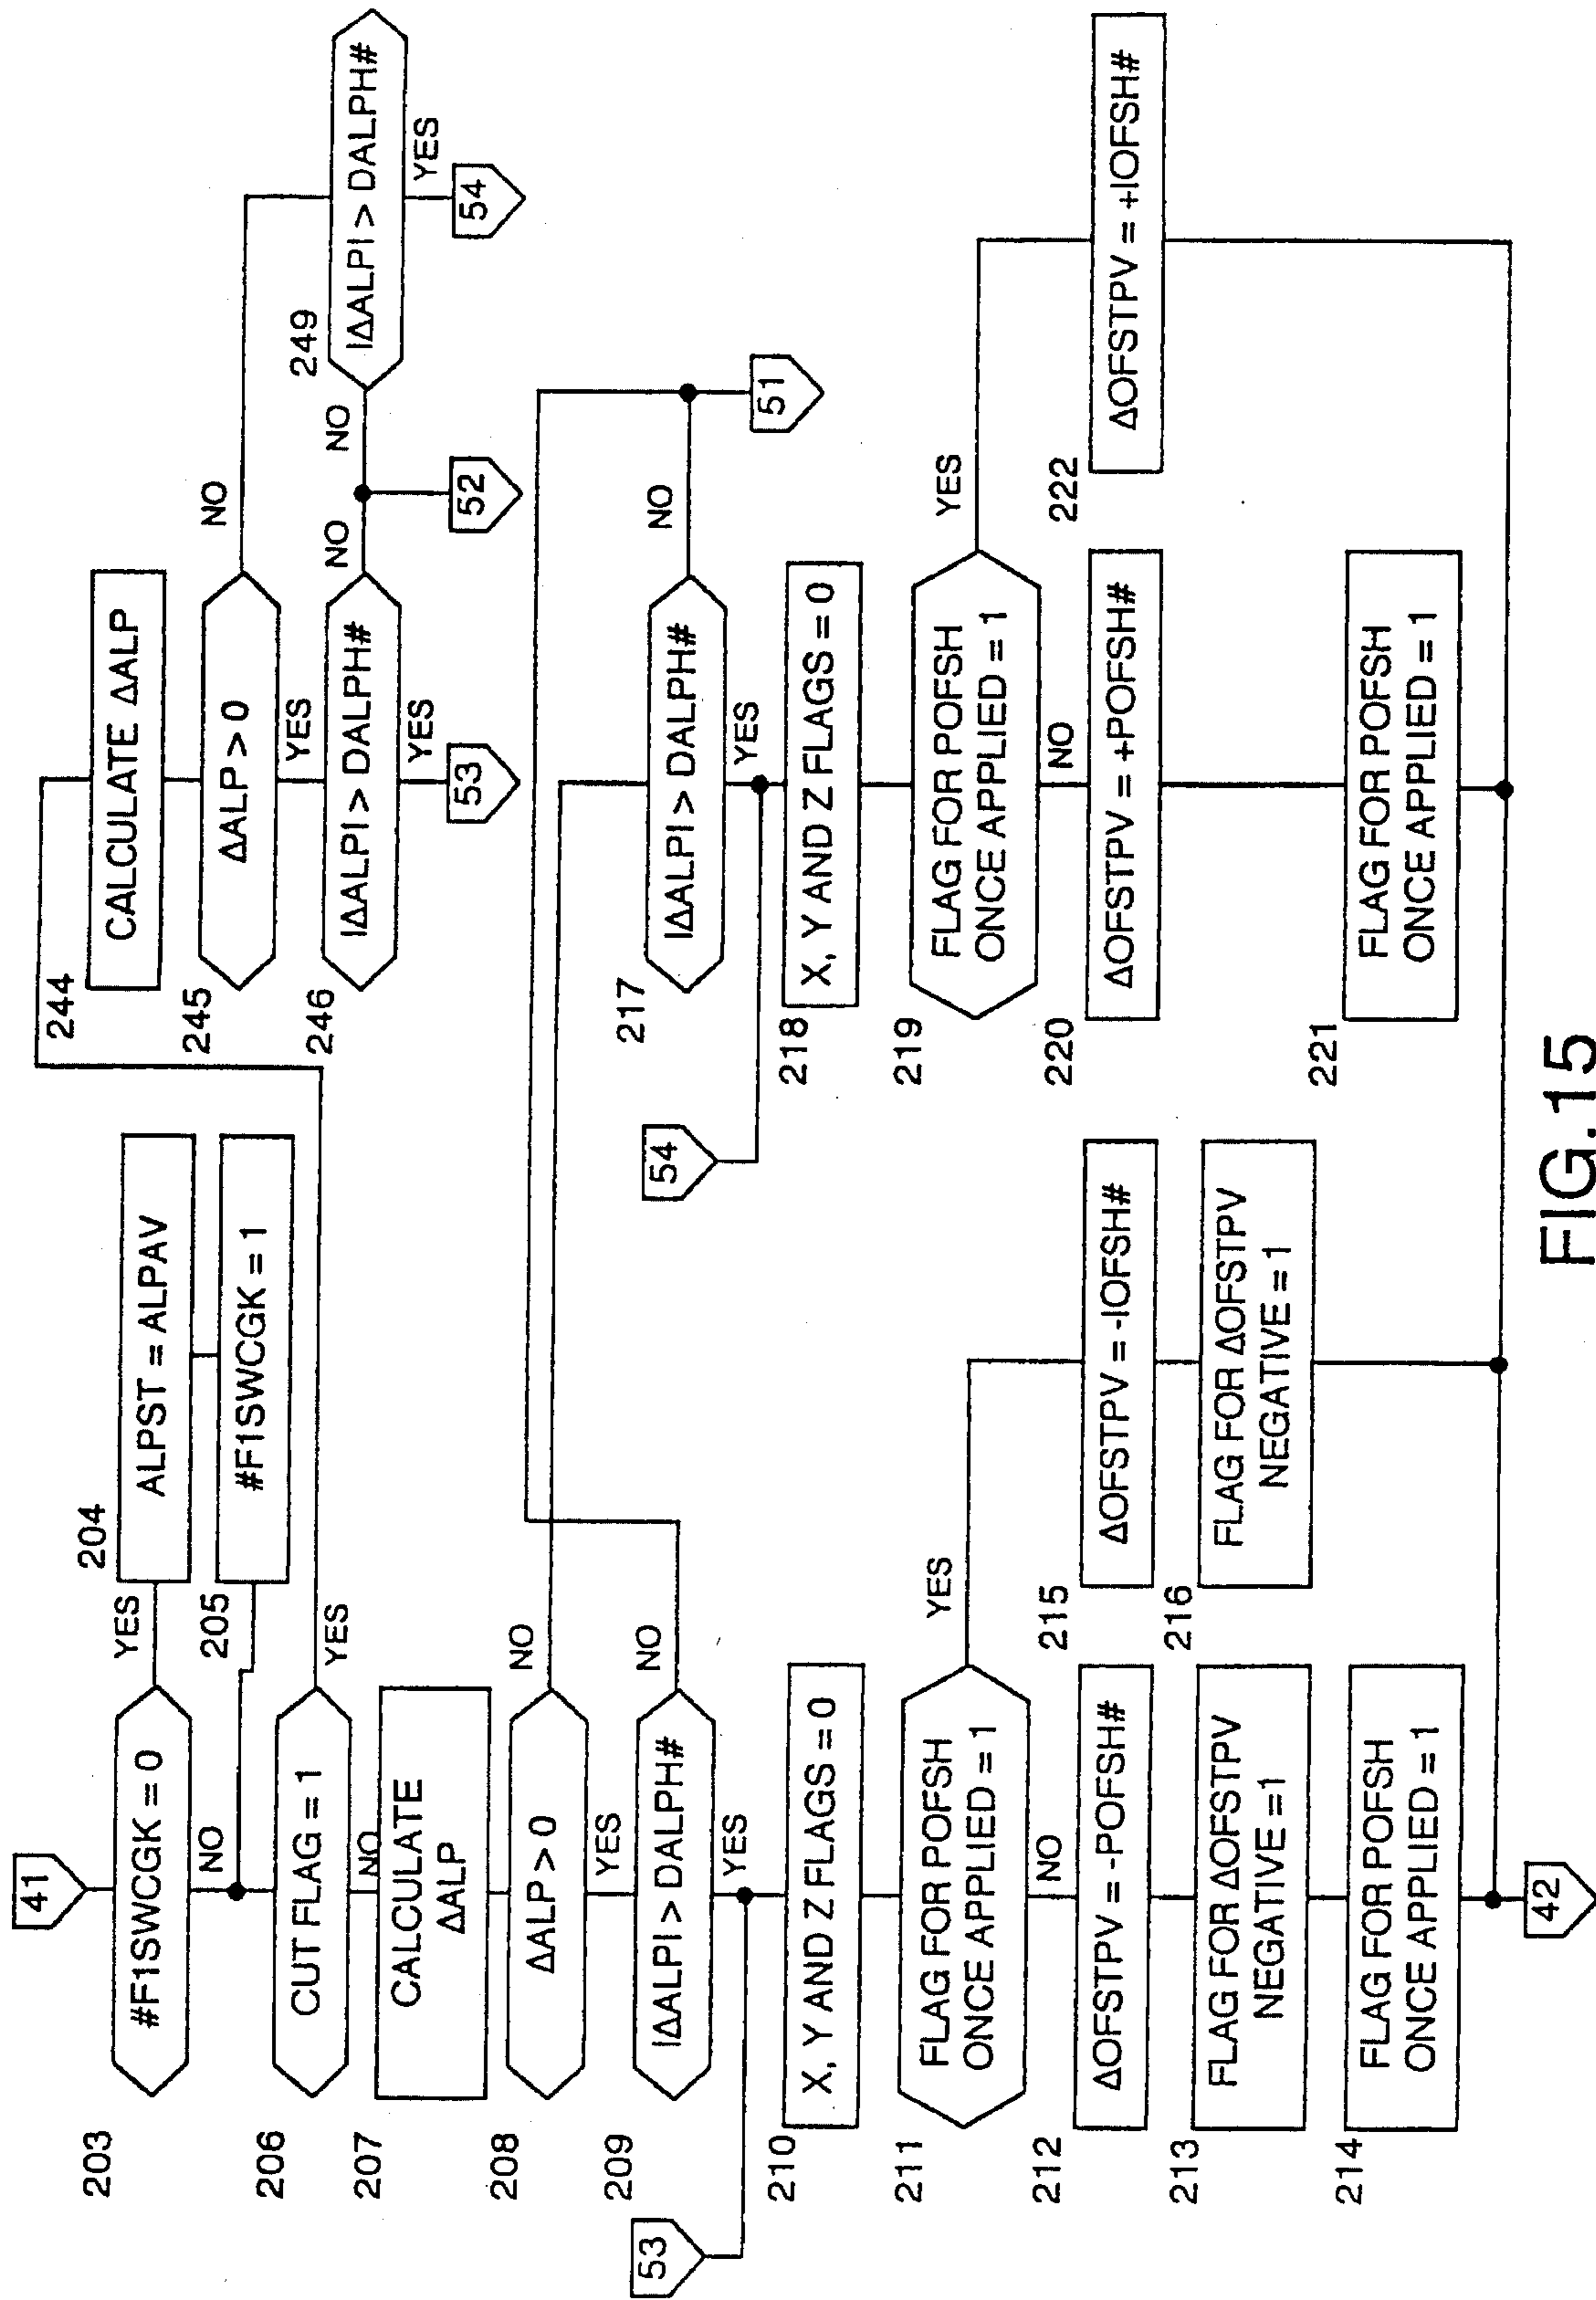 41
203
#F1SWCGK = 0
YES
NO
204
ALPST = ALPAV
205
#F1SWCGK = 1
206
CUT FLAG = 1
YES
NO
207
CALCULATE
ΔALP
208
ΔALP > 0
NO
YES
209
|ΔALP| > DALPH#
NO
YES
53
210
X, Y AND Z FLAGS = 0
211
FLAG FOR POFSH
ONCE APPLIED = 1
YES
NO
212
ΔOFSTPV = -POFSH#
213
FLAG FOR ΔOFSTPV
NEGATIVE =1
214
FLAG FOR POFSH
ONCE APPLIED = 1
215
ΔOFSTPV = -IOFSH#
216
FLAG FOR ΔOFSTPV
NEGATIVE = 1
42
244
CALCULATE ΔALP
245
ΔALP > 0
NO
YES
246
|ΔALP| > DALPH#
NO
YES
53
52
NO
249
|ΔALP| > DALPH#
YES
54
217
|ΔALP| > DALPH#
NO
YES
51
54
218
X, Y AND Z FLAGS = 0
219
FLAG FOR POFSH
ONCE APPLIED = 1
YES
NO
220
ΔOFSTPV = +POFSH#
221
FLAG FOR POFSH
ONCE APPLIED = 1
222
ΔOFSTPV = +IOFSH#
FIG.15